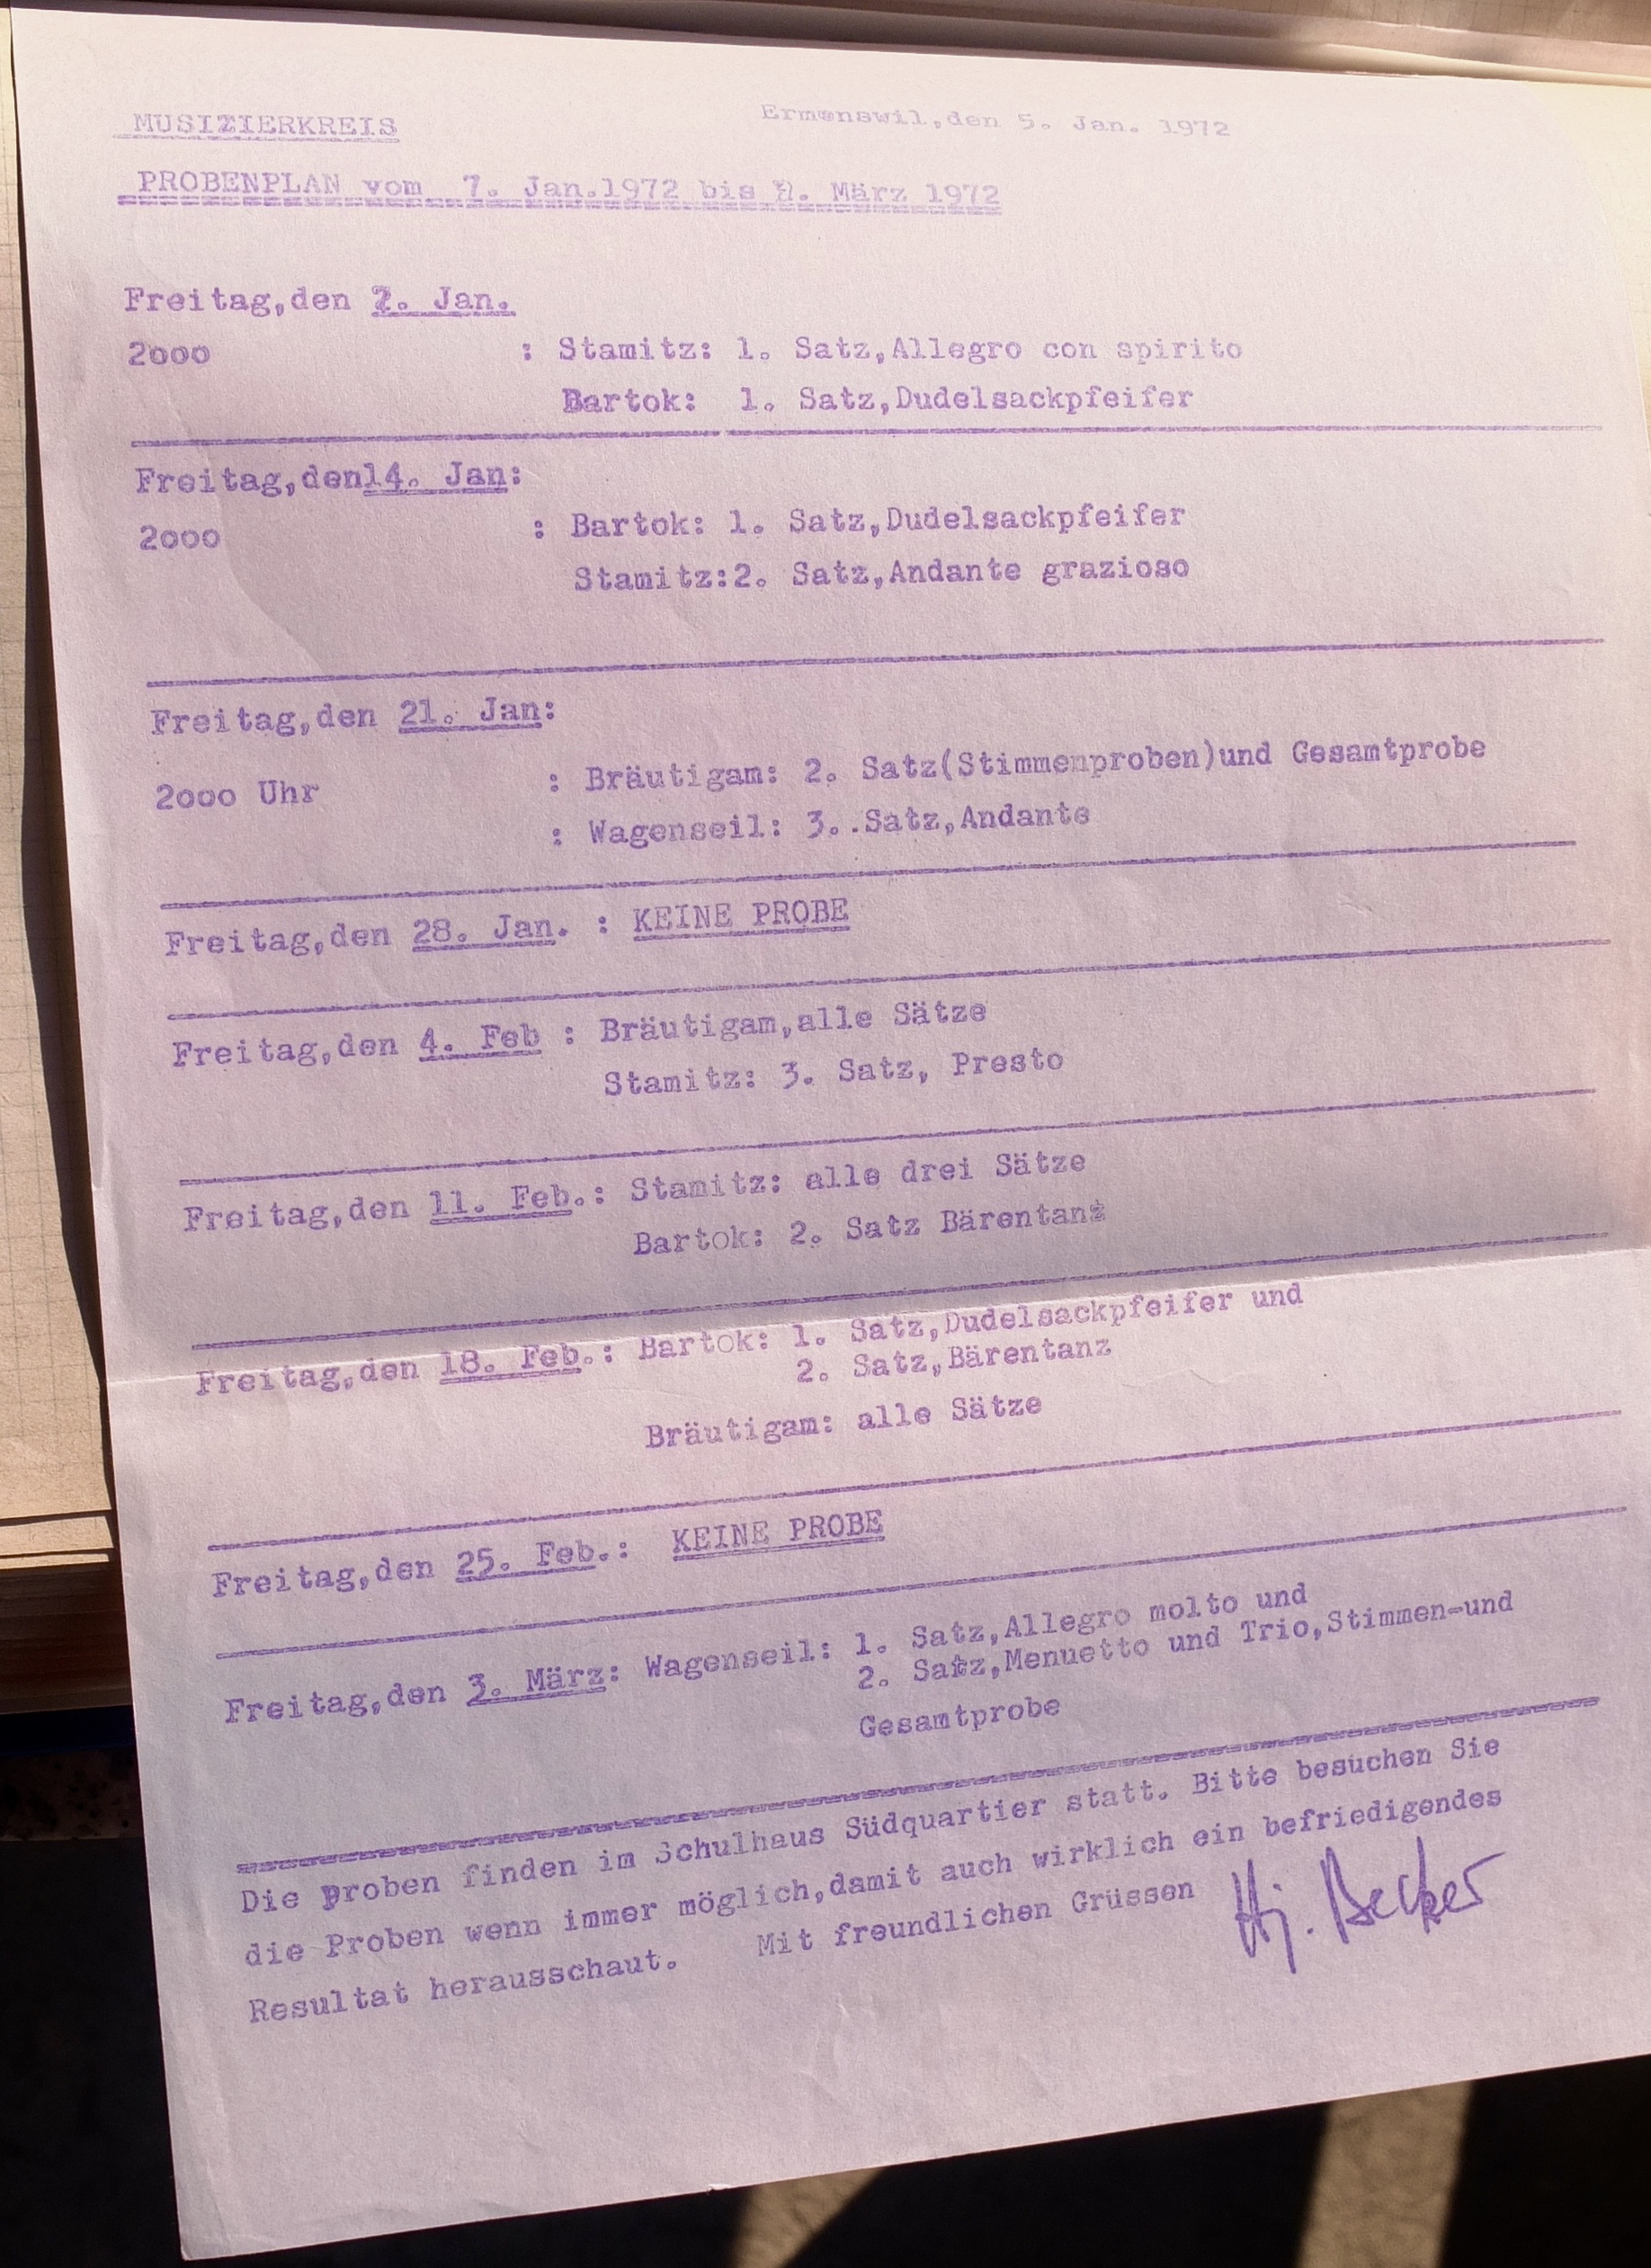 MUSIZIERKREIS
Ermenswil,den 5. Jan. 1972
PROBENPLAN vom 7. Jan.1972 bis März 1972
Freitag,den 7. Jan.
2000 : Stamitz: 1. Satz,Allegro con spirito
Bartok: 1. Satz,Dudelsackpfeifer
Freitag,den14. Jan:
2000 : Bartok: 1. Satz,Dudelsackpfeifer
Stamitz:2. Satz,Andante grazioso
Freitag,den 21. Jan:
2000 Uhr : Bräutigam: 2. Satz(Stimmenproben)und Gesamtprobe
: Wagenseil: 3..Satz,Andante
Freitag,den 28. Jan. : KEINE PROBE
Freitag,den 4. Feb : Bräutigam,alle Sätze
Stamitz: 3. Satz, Presto
Freitag,den 11. Feb.: Stamitz: alle drei Sätze
Bartok: 2. Satz Bärentanz
Freitag,den 18. Feb.: Bartok: 1. Satz,Dudelsackpfeifer und
2. Satz,Bärentanz
Bräutigam: alle Sätze
Freitag,den 25. Feb.: KEINE PROBE
Freitag,den 3. März: Wagenseil: 1. Satz,Allegro molto und
2. Satz,Menuetto und Trio,Stimmen-und
Gesamtprobe
Die proben finden im Schulhaus Südquartier statt. Bitte besuchen Sie
die Proben wenn immer möglich,damit auch wirklich ein befriedigendes
Resultat herausschaut. Mit freundlichen Grüssen Hj. Becker